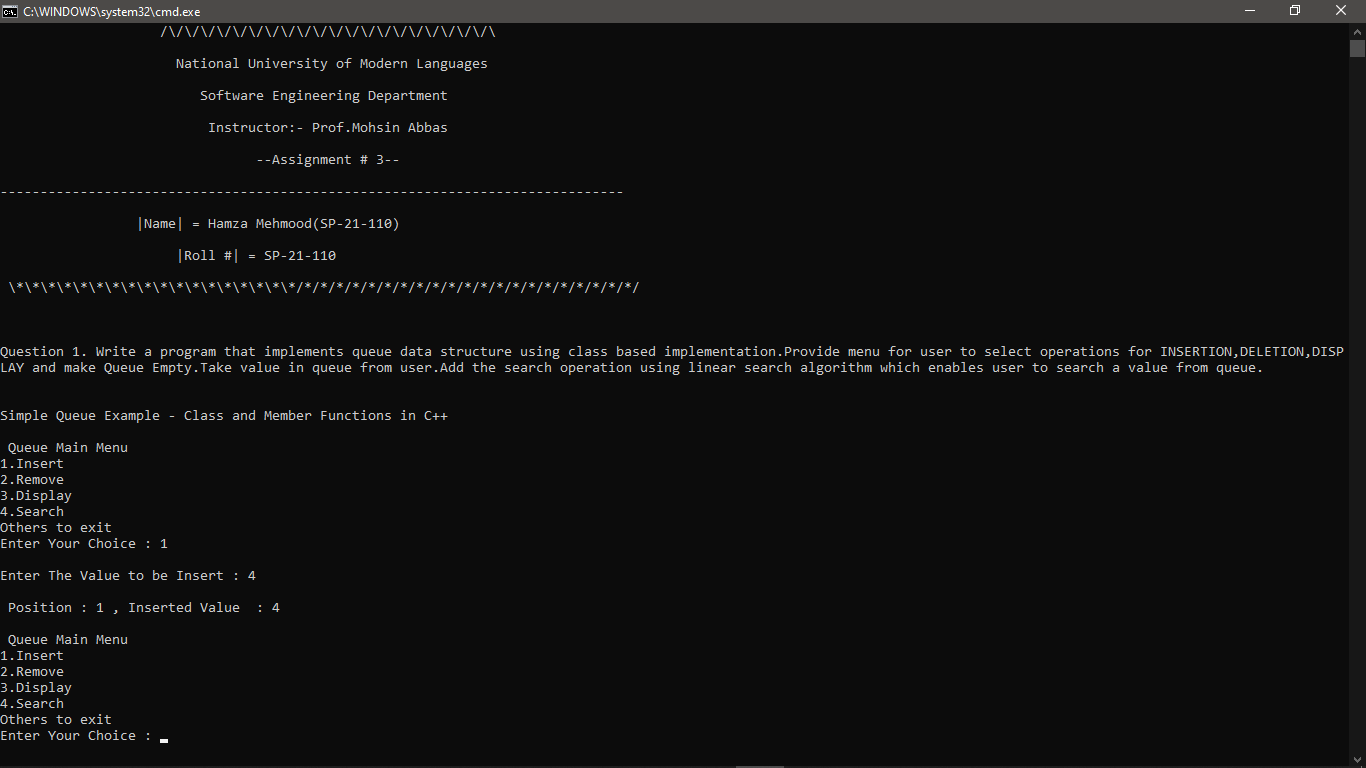 C:\WINDOWS\system32\cmd.exe
/\/\/\/\/\/\/\/\/\/\/\/\/\/\/\/\/\/\/\/\/\
National University of Modern Languages
Software Engineering Department
Instructor:- Prof.Mohsin Abbas
--Assignment # 3--
------------------------------------------------------------------------------
|Name| = Hamza Mehmood(SP-21-110)
|Roll #| = SP-21-110
\*\*\*\*\*\*\*\*\*\*\*\*\*\*\*\*\*\*/*/*/*/*/*/*/*/*/*/*/*/*/*/*/*/*/*/*/*/*/*/
Question 1. Write a program that implements queue data structure using class based implementation.Provide menu for user to select operations for INSERTION,DELETION,DISP
LAY and make Queue Empty.Take value in queue from user.Add the search operation using linear search algorithm which enables user to search a value from queue.
Simple Queue Example - Class and Member Functions in C++
Queue Main Menu
1.Insert
2.Remove
3.Display
4.Search
Others to exit
Enter Your Choice : 1
Enter The Value to be Insert : 4
Position : 1 , Inserted Value  : 4
Queue Main Menu
1.Insert
2.Remove
3.Display
4.Search
Others to exit
Enter Your Choice :